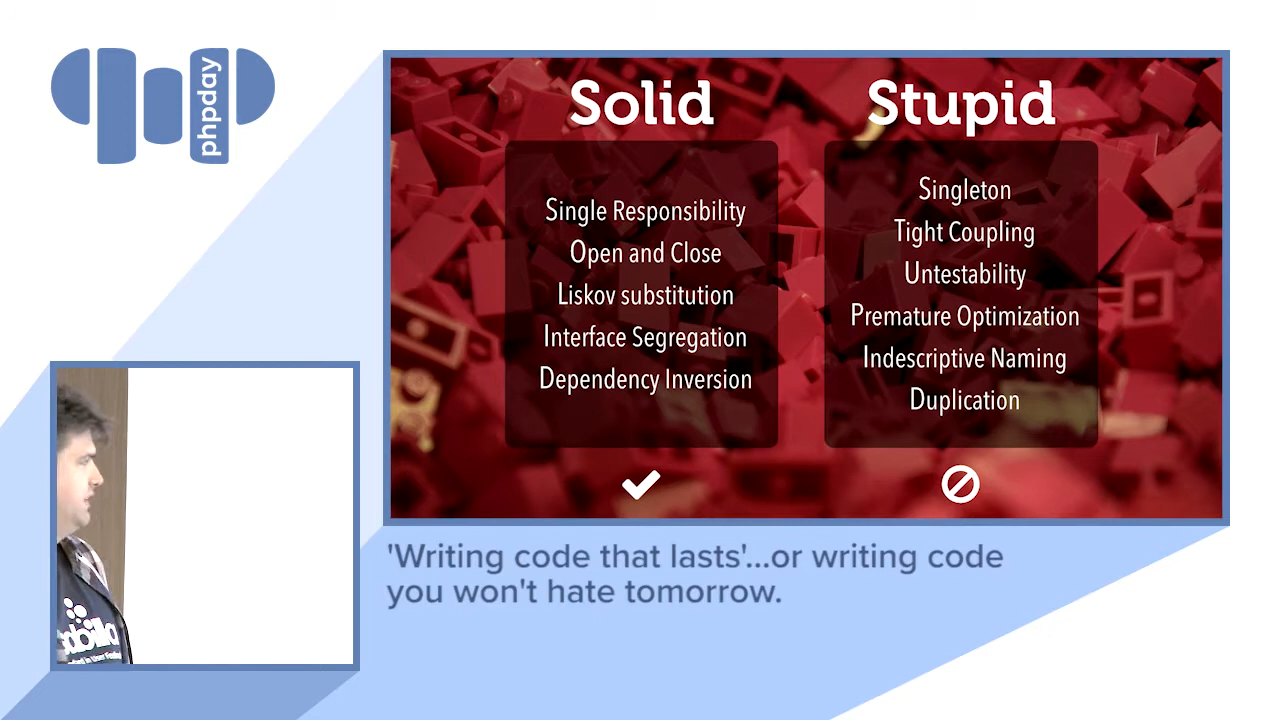 phpday
Solid
Single Responsibility
Open and Close
Liskov substitution
Interface Segregation
Dependency Inversion
Stupid
Singleton
Tight Coupling
Untestability
Premature Optimization
Indescriptive Naming
Duplication
'Writing code that lasts'...or writing code
you won't hate tomorrow.